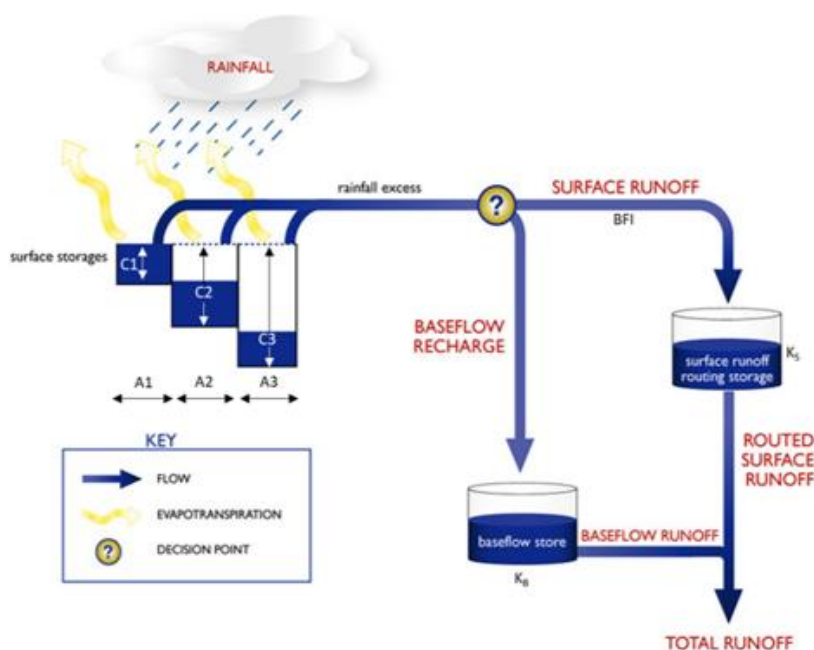 RAINFALL
rainfall excess
SURFACE RUNOFF
BFI
surface storages
C1
C2
C3
A1
A2
A3
BASEFLOW
RECHARGE
surface runoff
routing storage
KS
ROUTED
SURFACE
RUNOFF
KEY
FLOW
EVAPOTRANSPIRATION
? DECISION POINT
?
baseflow store
BASEFLOW RUNOFF
KB
TOTAL RUNOFF